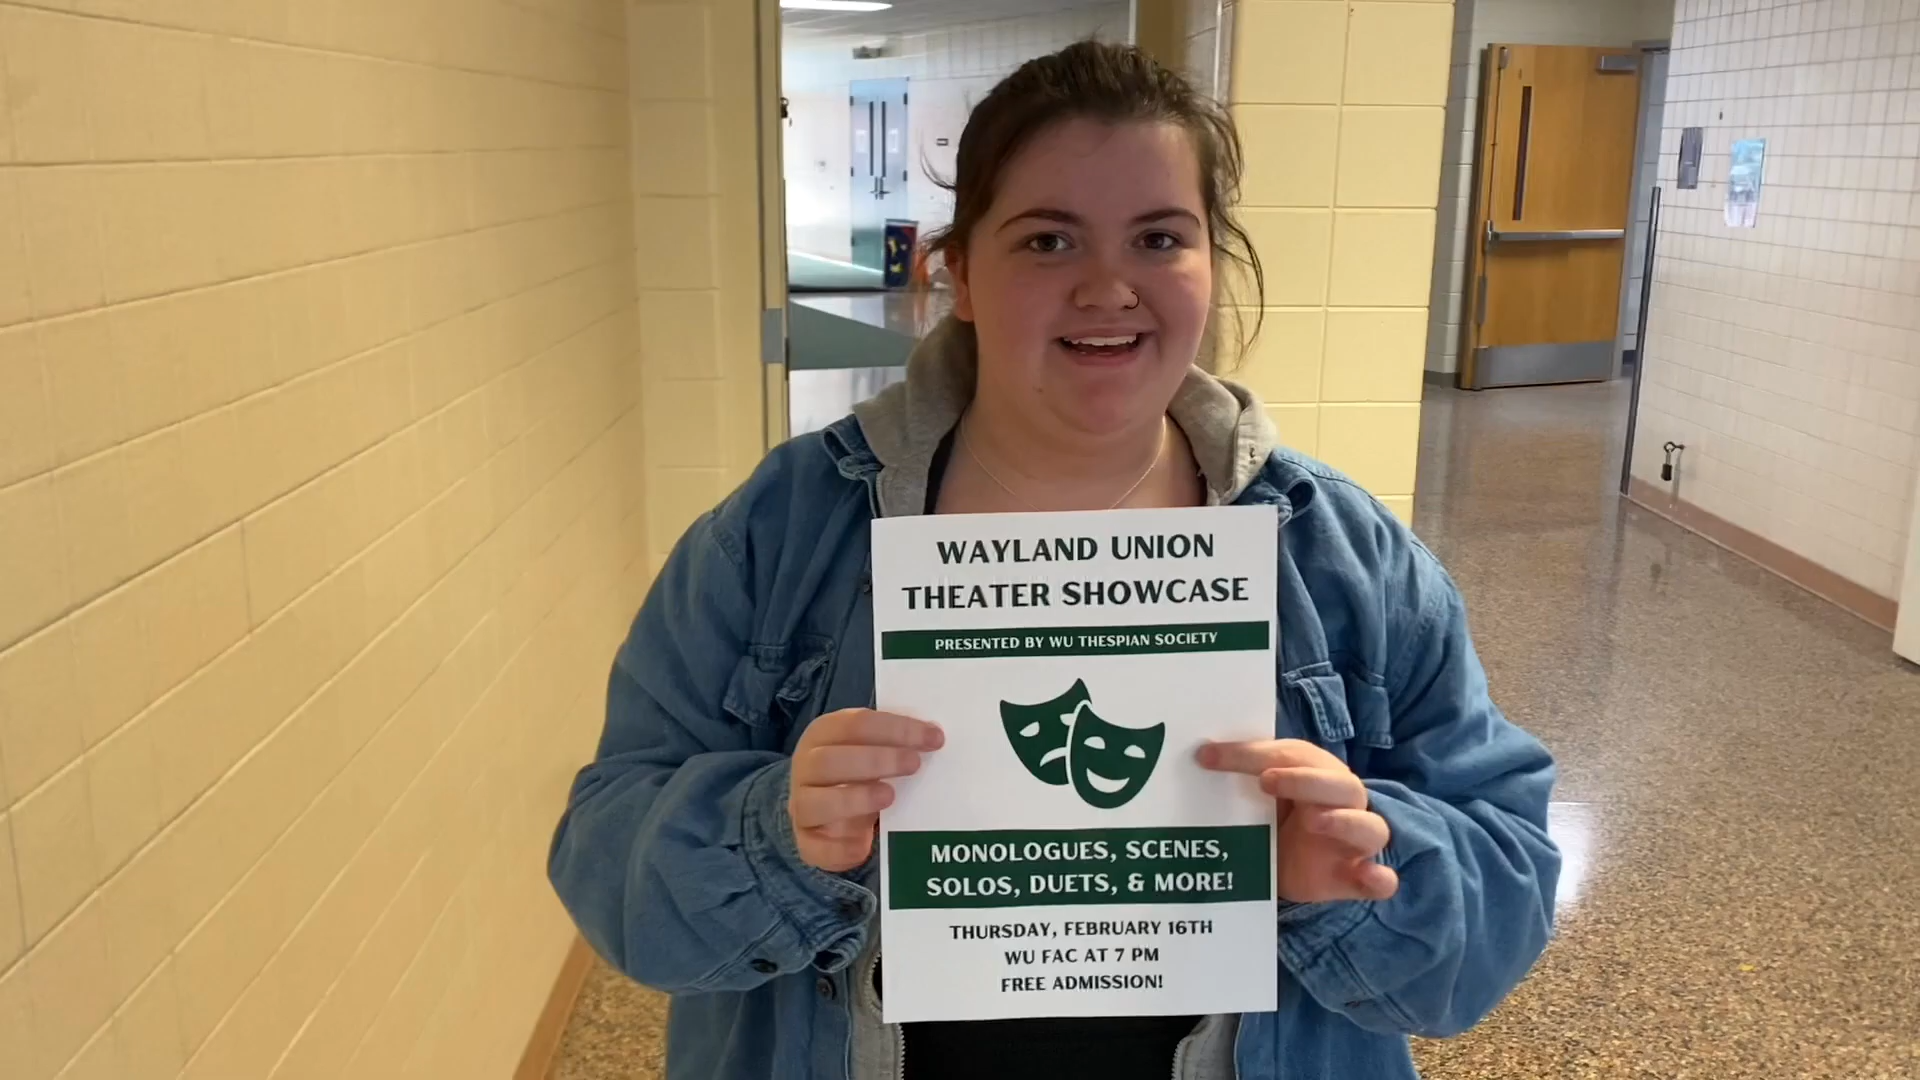 WAYLAND UNION
THEATER SHOWCASE
PRESENTED BY WU THESPIAN SOCIETY
MONOLOGUES, SCENES,
SOLOS, DUETS, & MORE!
THURSDAY, FEBRUARY 16TH
WU FAC AT 7 PM
FREE ADMISSION!